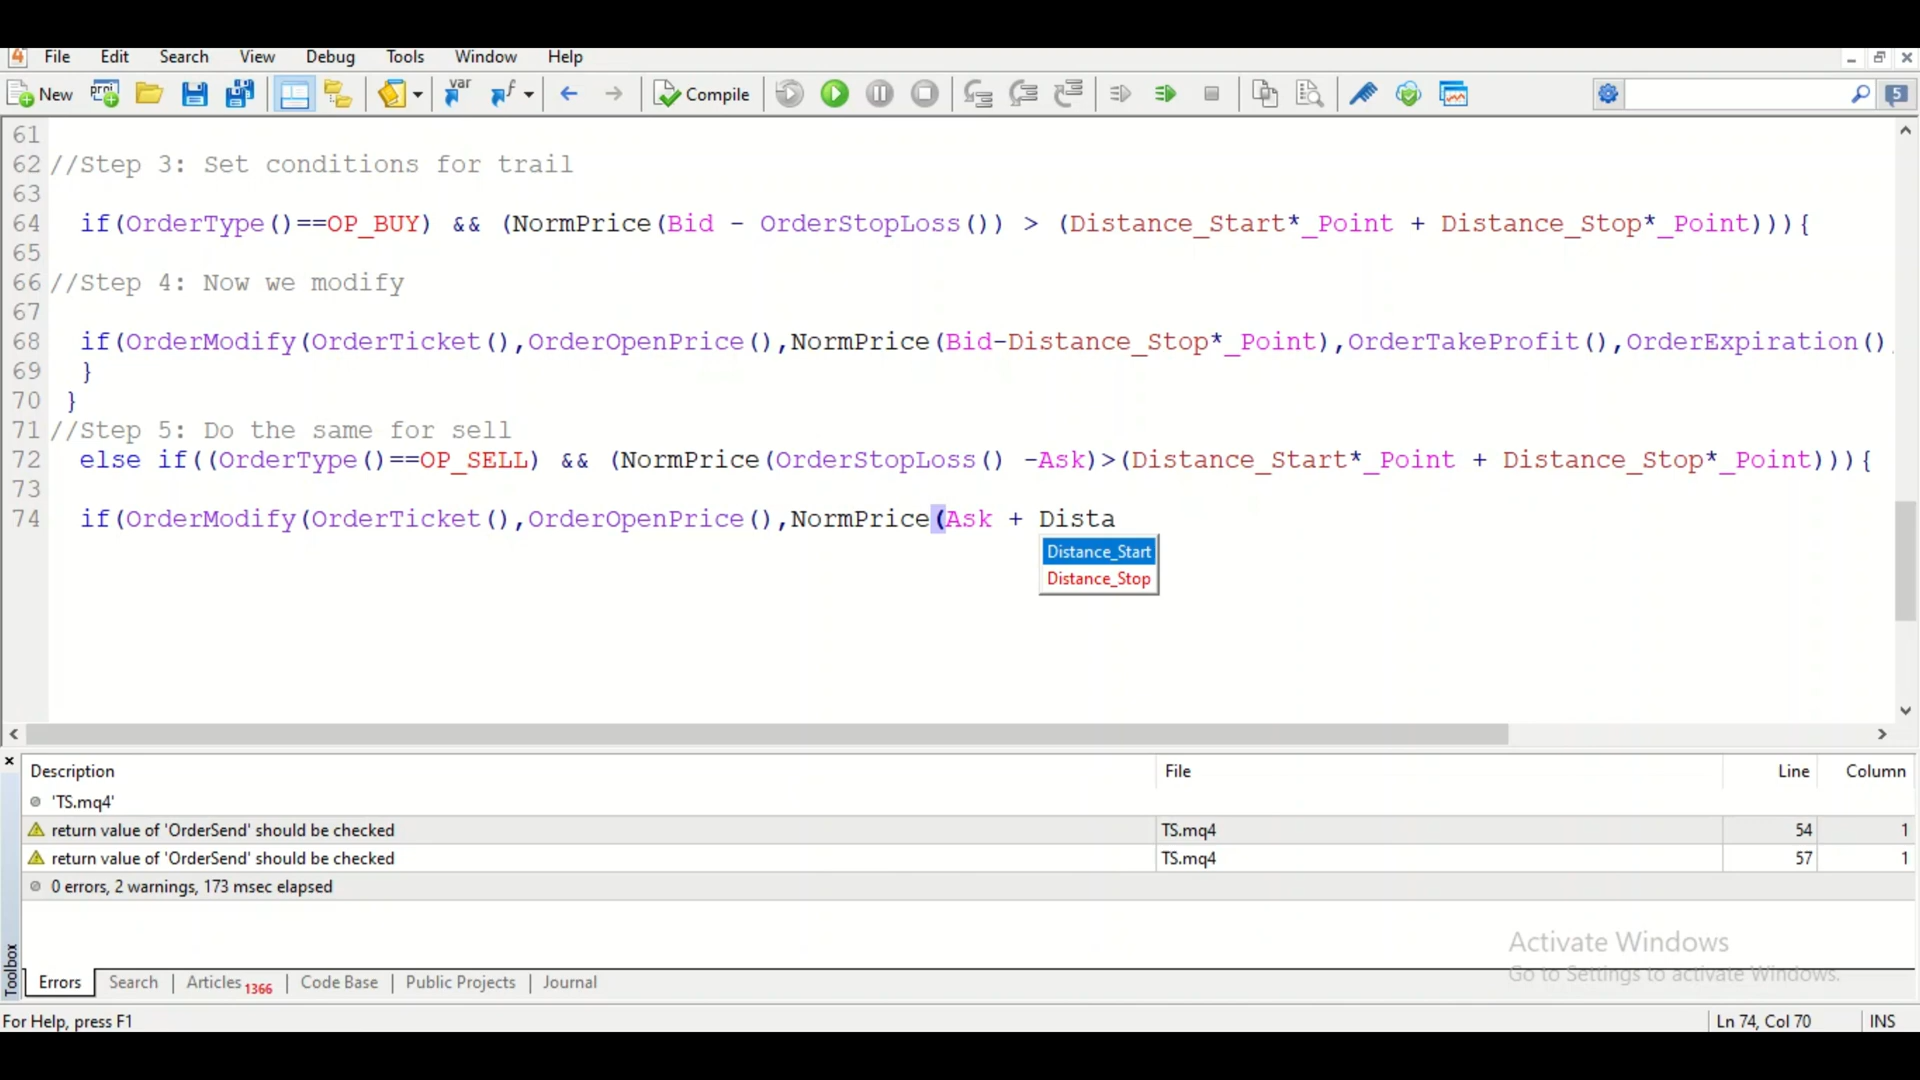 File Edit Search View Debug Tools Window Help
New Compile 5
61
62 //Step 3: Set conditions for trail
63
64 if(OrderType()==OP_BUY) && (NormPrice(Bid - OrderStopLoss()) > (Distance_Start*_Point + Distance_Stop*_Point))){
65
66 //Step 4: Now we modify
67
68 if(OrderModify(OrderTicket(),OrderOpenPrice(),NormPrice(Bid-Distance_Stop*_Point),OrderTakeProfit(),OrderExpiration()
69 }
70 }
71 //Step 5: Do the same for sell
72 else if((OrderType()==OP_SELL) && (NormPrice(OrderStopLoss() -Ask)>(Distance_Start*_Point + Distance_Stop*_Point))){
73
74 if(OrderModify(OrderTicket(),OrderOpenPrice(),NormPrice(Ask + Dista
Distance_Start
Distance_Stop
Description File Line Column
'TS.mq4'
return value of 'OrderSend' should be checked TS.mq4 54 1
return value of 'OrderSend' should be checked TS.mq4 57 1
0 errors, 2 warnings, 173 msec elapsed
Activate Windows
Go to Settings to activate Windows.
Toolbox
Errors Search Articles 1366 Code Base Public Projects Journal
For Help, press F1 Ln 74, Col 70 INS